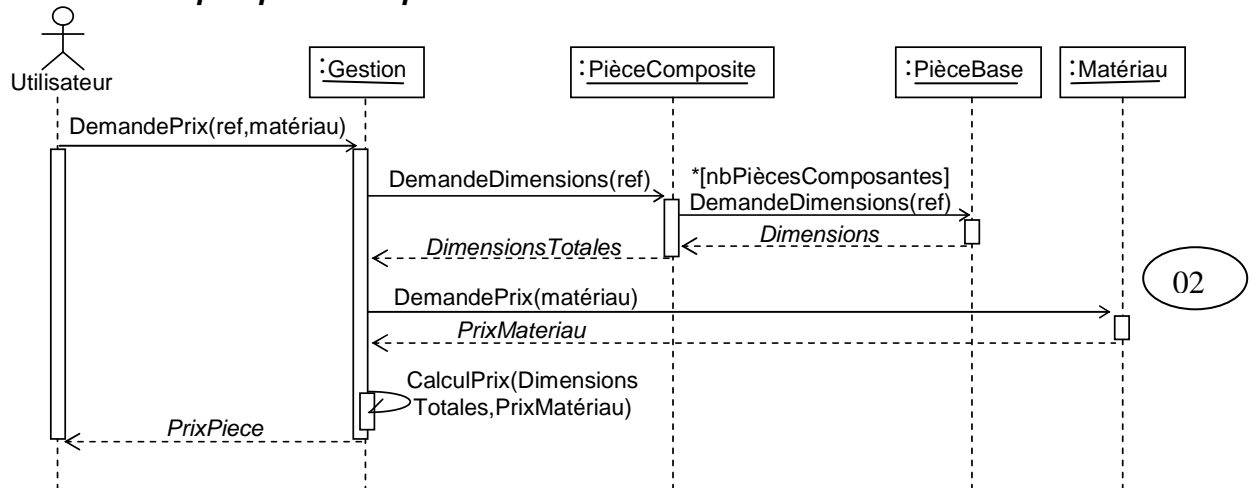 Utilisateur
:Gestion
:PièceComposite
:PièceBase
:Matériau
DemandePrix(ref,matériau)
DemandeDimensions(ref)
*[nbPiècesComposantes]
DemandeDimensions(ref)
Dimensions
DimensionsTotales
02
DemandePrix(matériau)
PrixMateriau
CalculPrix(Dimensions
Totales,PrixMatériau)
PrixPiece